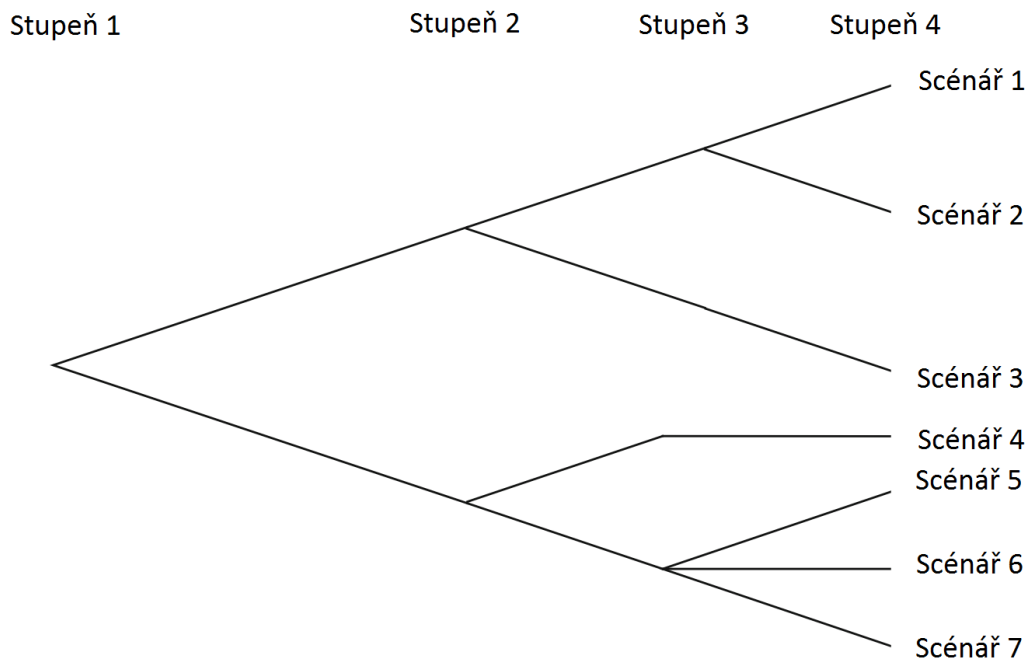 Stupeň 1
Stupeň 2
Stupeň 3
Stupeň 4
Scénář 1
Scénář 2
Scénář 3
Scénář 4
Scénář 5
Scénář 6
Scénář 7